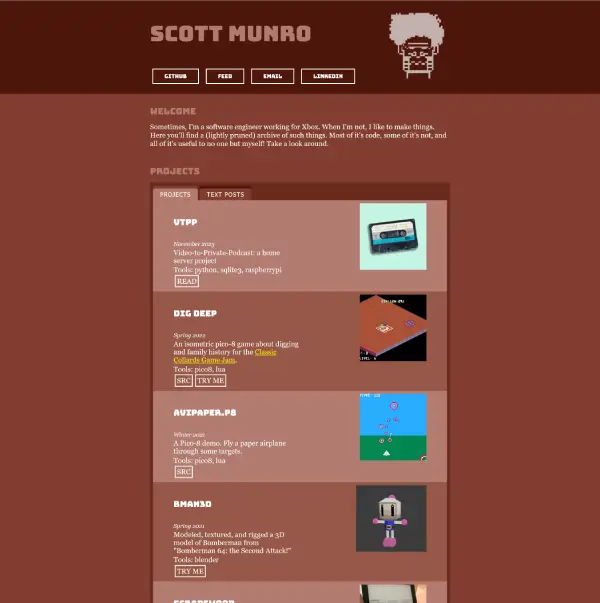 SCOTT MUNRO
GITHUB
FEED
EMAIL
LINKEDIN
WELCOME
Sometimes, I'm a software engineer working for Xbox. When I'm not, I like to make things.
Here you'll find a (lightly pruned) archive of such things. Most of it's code, some of it's not, and
all of it's useful to no one but myself! Take a look around.
PROJECTS
PROJECTS
TEXT POSTS
VTPP
November 2023
Video-to-Private-Podcast: a home
server project
Tools: python, sqlite3, raspberrypi
READ
DIG DEEP
Spring 2022
An isometric pico-8 game about digging
and family history for the Classic
Collards Game Jam.
Tools: pico8, lua
SRC
TRY ME
AVIPAPER.P8
Winter 2021
A Pico-8 demo. Fly a paper airplane
through some targets.
Tools: pico8, lua
SRC
BMAN3D
Spring 2021
Modeled, textured, and rigged a 3D
model of Bomberman from
"Bomberman 64: the Second Attack!"
Tools: blender
TRY ME